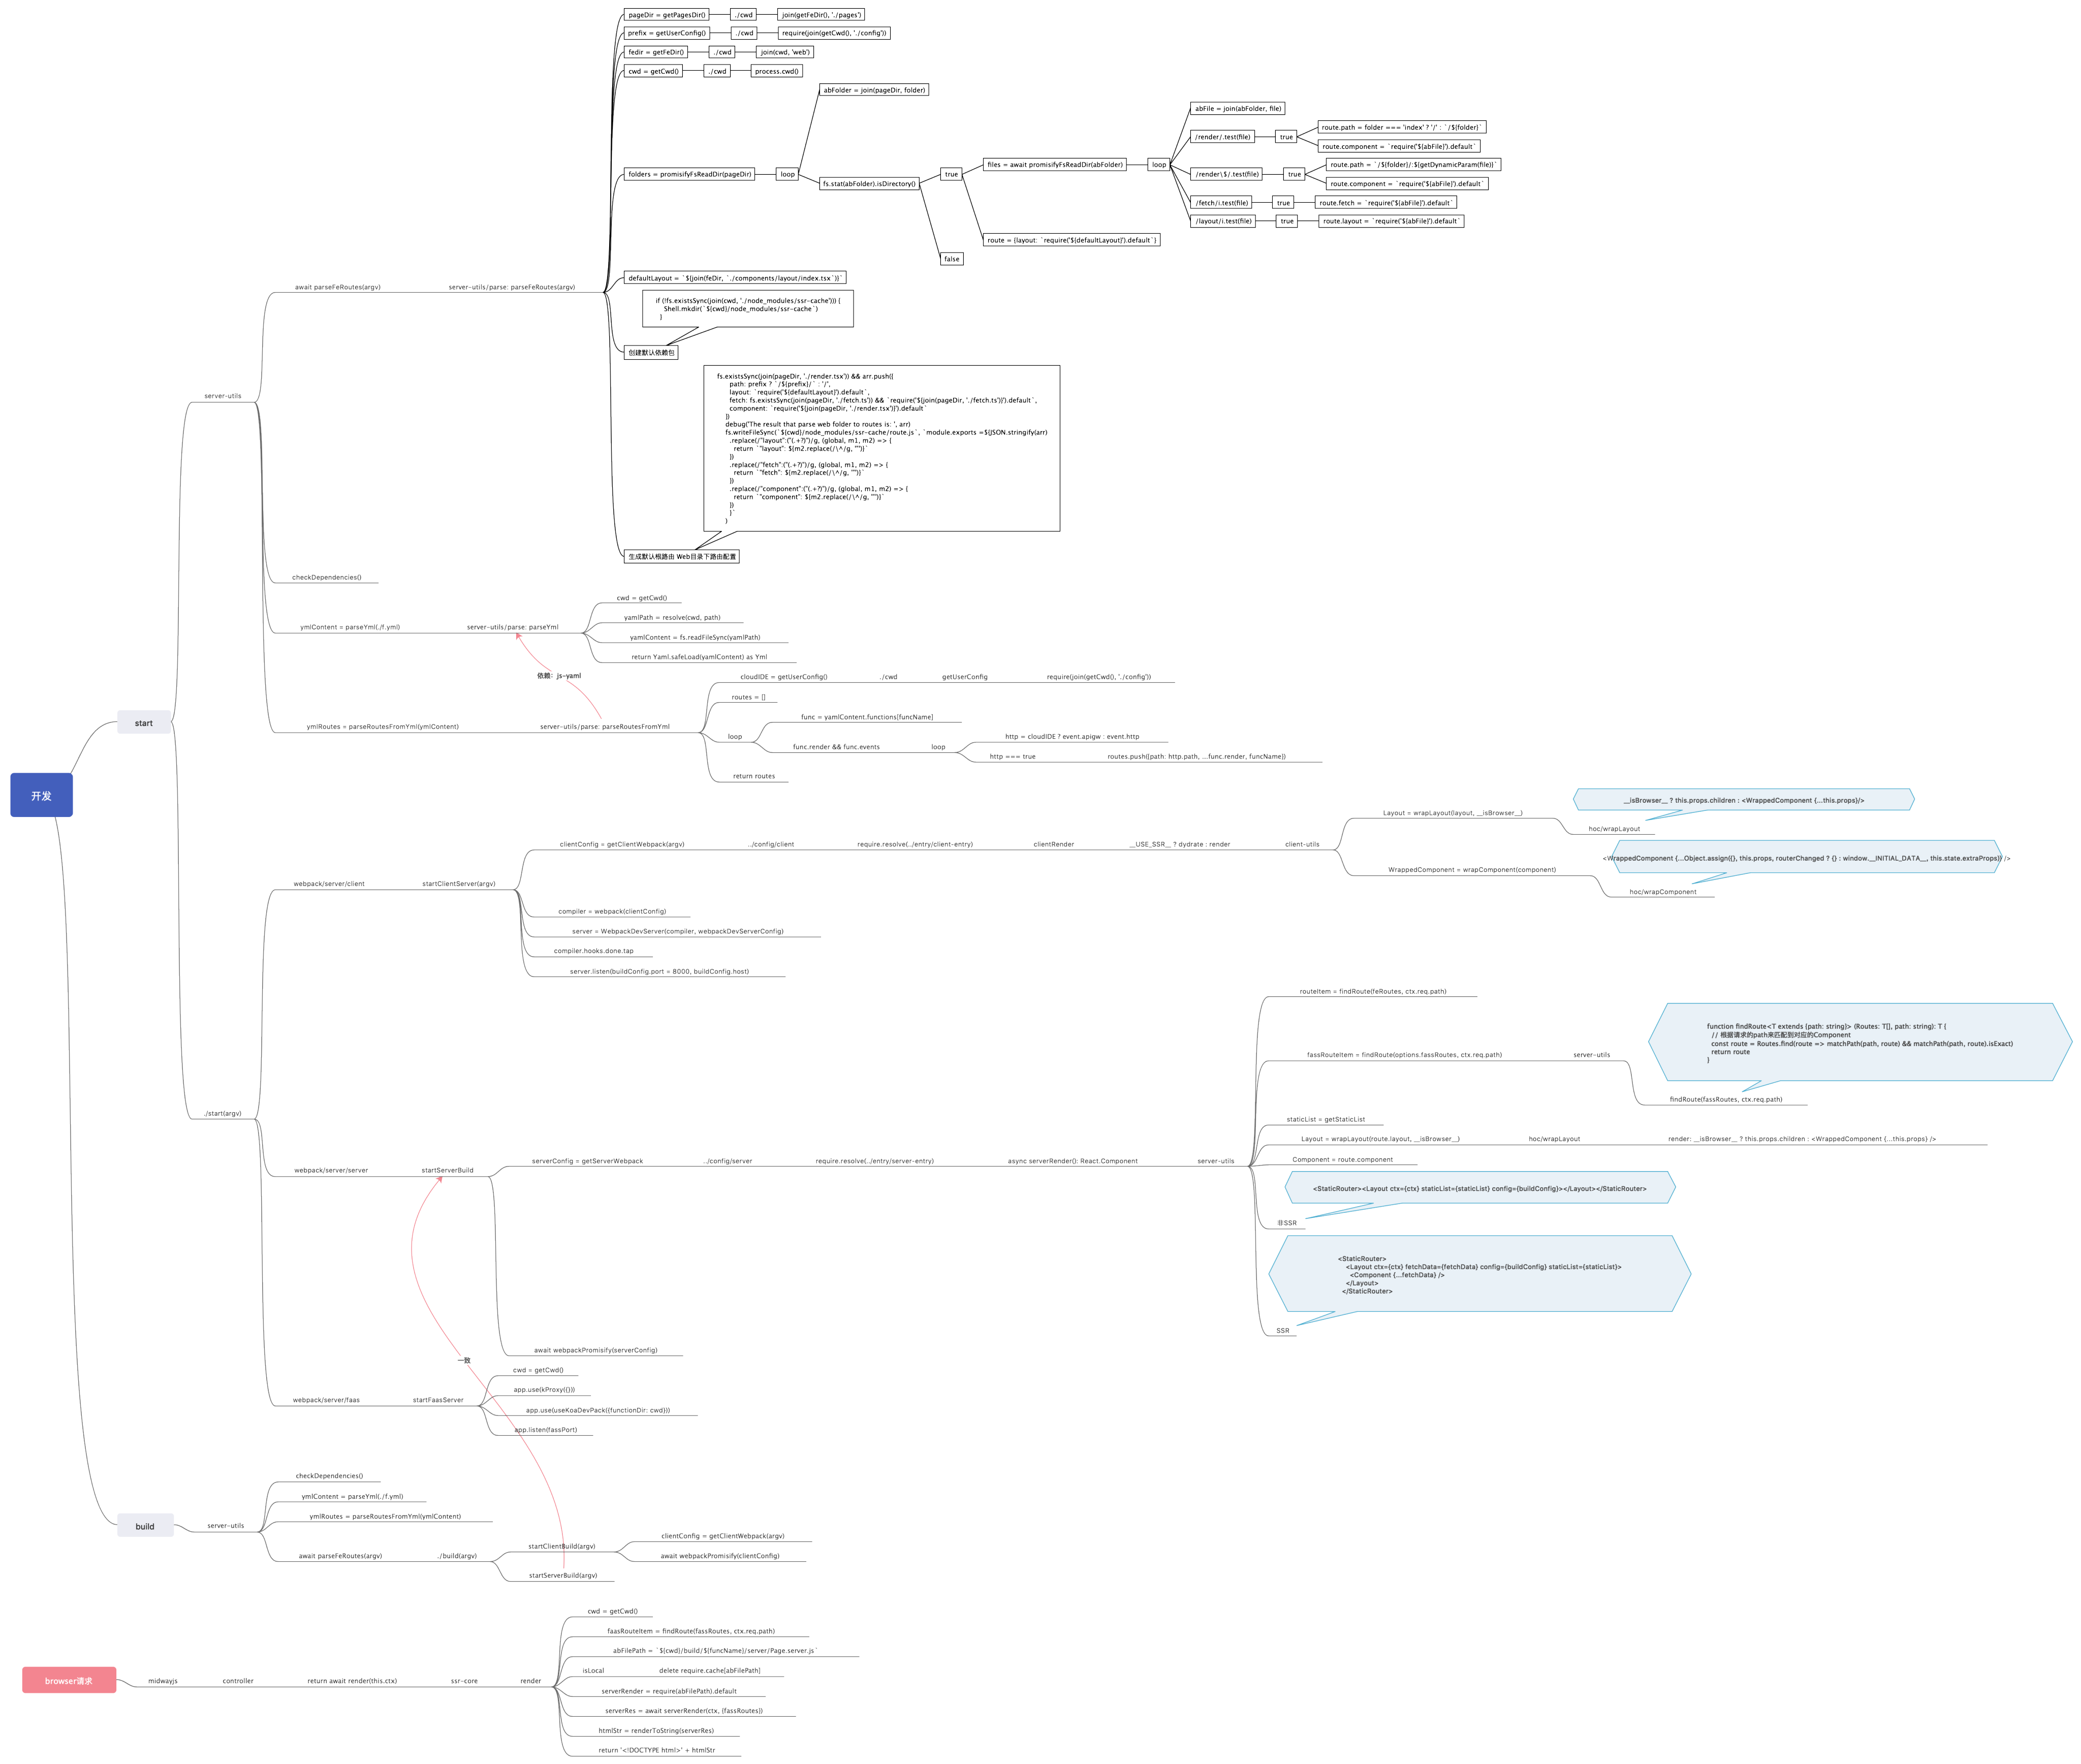 pageDir = getPagesDir()
./cwd
join(getFeDir(), './pages')
prefix = getUserConfig()
./cwd
require(join(getCwd(), './config'))
fedir = getFeDir()
./cwd
join(cwd, 'web')
cwd = getCwd()
./cwd
process.cwd()
folders = promisifyFsReadDir(pageDir)
loop
abFolder = join(pageDir, folder)
fs.stat(abFolder).isDirectory()
true
files = await promisifyFsReadDir(abFolder)
loop
abFile = join(abFolder, file)
/render/.test(file)
true
route.path = folder === 'index' ? '/' : `/${folder}`
route.component = `require('${abFile}').default`
/render\$/.test(file)
true
route.path = `/${folder}/:${getDynamicParam(file)}`
route.component = `require('${abFile}').default`
/fetch/i.test(file)
true
route.fetch = `require('${abFile}').default`
/layout/i.test(file)
true
route.layout = `require('${abFile}').default`
route = {layout: `require('${defaultLayout}').default`}
false
defaultLayout = `${join(feDir, `./components/layout/index.tsx`)}`
if (!fs.existsSync(join(cwd, './node_modules/ssr-cache'))) {
Shell.mkdir(`${cwd}/node_modules/ssr-cache`)
}
创建默认依赖包
fs.existsSync(join(pageDir, './render.tsx')) && arr.push({
path: prefix ? `/${prefix}/` : '/',
layout: `require('${defaultLayout}').default`,
fetch: fs.existsSync(join(pageDir, './fetch.ts')) && `require('${join(pageDir, './fetch.ts')}').default`,
component: `require('${join(pageDir, './render.tsx')}').default`
})
debug('The result that parse web folder to routes is: ', arr)
fs.writeFileSync(`${cwd}/node_modules/ssr-cache/route.js`, `module.exports =${JSON.stringify(arr)
.replace(/"layout":("(.+?)")/g, (global, m1, m2) => {
return `"layout": ${m2.replace(/\^/g, '"')}`
})
.replace(/"fetch":("(.+?)")/g, (global, m1, m2) => {
return `"fetch": ${m2.replace(/\^/g, '"')}`
})
.replace(/"component":("(.+?)")/g, (global, m1, m2) => {
return `"component": ${m2.replace(/\^/g, '"')}`
})
}`
)
生成默认根路由 Web目录下路由配置
await parseFeRoutes(argv)
server-utils/parse: parseFeRoutes(argv)
server-utils
checkDependencies()
ymlContent = parseYml(./f.yml)
server-utils/parse: parseYml
cwd = getCwd()
yamlPath = resolve(cwd, path)
yamlContent = fs.readFileSync(yamlPath)
return Yaml.safeLoad(yamlContent) as Yml
依赖：js-yaml
ymlRoutes = parseRoutesFromYml(ymlContent)
server-utils/parse: parseRoutesFromYml
cloudIDE = getUserConfig()
./cwd
getUserConfig
require(join(getCwd(), './config'))
routes = []
loop
func = yamlContent.functions[funcName]
func.render && func.events
loop
http = cloudIDE ? event.apigw : event.http
http === true
routes.push({path: http.path, ...func.render, funcName})
return routes
start
开发
./start(argv)
webpack/server/client
startClientServer(argv)
clientConfig = getClientWebpack(argv)
../config/client
require.resolve(../entry/client-entry)
clientRender
__USE_SSR__ ? dydrate : render
client-utils
Layout = wrapLayout(layout, __isBrowser__)
hoc/wrapLayout
__isBrowser__ ? this.props.children : <WrappedComponent {...this.props}/>
WrappedComponent = wrapComponent(component)
hoc/wrapComponent
<WrappedComponent {...Object.assign({}, this.props, routerChanged ? {} : window.__INITIAL_DATA__, this.state.extraProps)} />
compiler = webpack(clientConfig)
server = WebpackDevServer(compiler, webpackDevServerConfig)
compiler.hooks.done.tap
server.listen(buildConfig.port = 8000, buildConfig.host)
webpack/server/server
startServerBuild
serverConfig = getServerWebpack
../config/server
require.resolve(../entry/server-entry)
async serverRender(): React.Component
server-utils
routeItem = findRoute(feRoutes, ctx.req.path)
fassRouteItem = findRoute(options.fassRoutes, ctx.req.path)
server-utils
findRoute(fassRoutes, ctx.req.path)
function findRoute<T extends {path: string}> (Routes: T[], path: string): T {
// 根据请求的path来匹配到对应的Component
const route = Routes.find(route => matchPath(path, route) && matchPath(path, route).isExact)
return route
}
staticList = getStaticList
Layout = wrapLayout(route.layout, __isBrowser__)
hoc/wrapLayout
render: __isBrowser__ ? this.props.children : <WrappedComponent {...this.props} />
Component = route.component
<StaticRouter><Layout ctx={ctx} staticList={staticList} config={buildConfig}></Layout></StaticRouter>
非SSR
<StaticRouter>
<Layout ctx={ctx} fetchData={fetchData} config={buildConfig} staticList={staticList}>
<Component {...fetchData} />
</Layout>
</StaticRouter>
SSR
await webpackPromisify(serverConfig)
一致
webpack/server/faas
startFaasServer
cwd = getCwd()
app.use(kProxy({}))
app.use(useKoaDevPack({functionDir: cwd}))
app.listen(fassPort)
build
server-utils
checkDependencies()
ymlContent = parseYml(./f.yml)
ymlRoutes = parseRoutesFromYml(ymlContent)
await parseFeRoutes(argv)
./build(argv)
startClientBuild(argv)
clientConfig = getClientWebpack(argv)
await webpackPromisify(clientConfig)
startServerBuild(argv)
browser请求
midwayjs
controller
return await render(this.ctx)
ssr-core
render
cwd = getCwd()
faasRouteItem = findRoute(fassRoutes, ctx.req.path)
abFilePath = `${cwd}/build/${funcName}/server/Page.server.js`
isLocal
delete require.cache[abFilePath]
serverRender = require(abFilePath).default
serverRes = await serverRender(ctx, {fassRoutes})
htmlStr = renderToString(serverRes)
return '<!DOCTYPE html>' + htmlStr